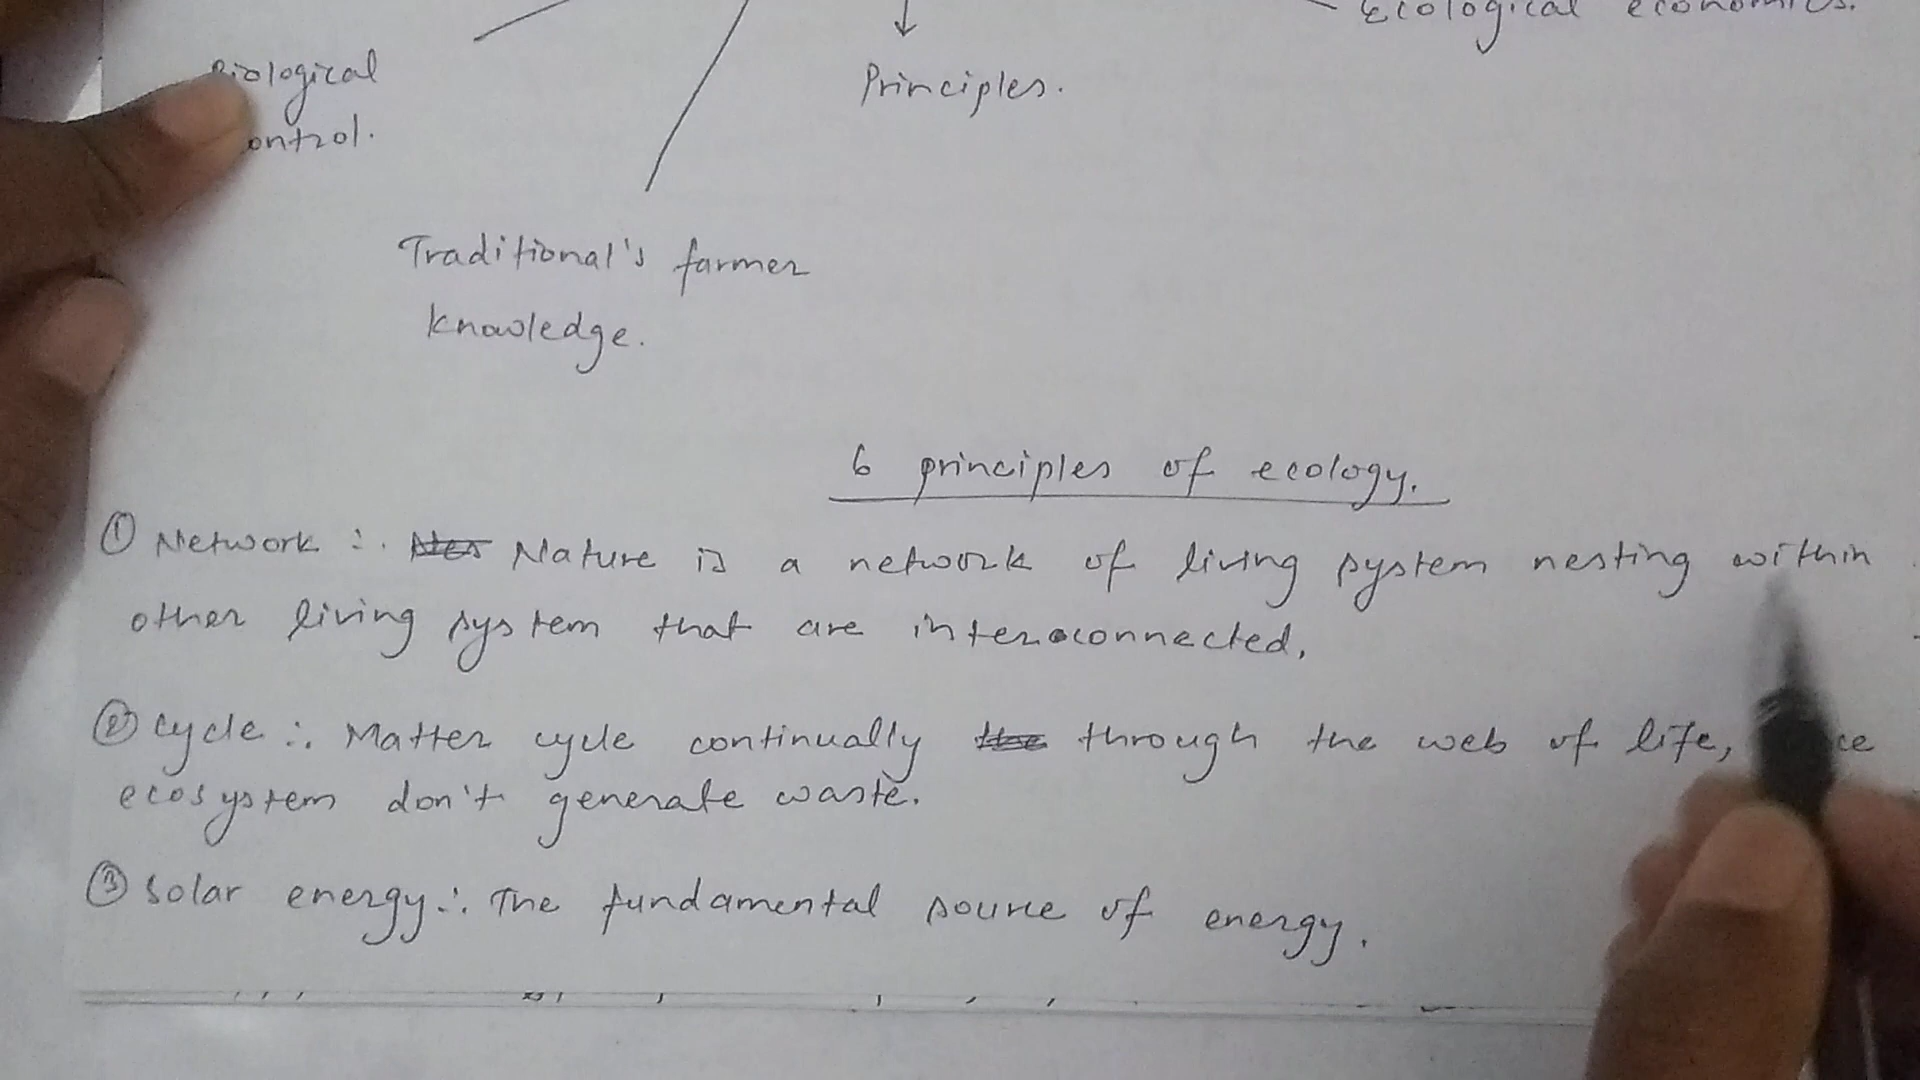 Ecological economics.
Biological
control.
Principles.
Traditional's farmer
knowledge.
6 principles of ecology.
① Network :. Nature is a network of living system nesting within
other living system that are interconnected.
② Cycle :. Matter cycle continually through the web of life,
ecosystem don't generate waste.
③ Solar energy :. The fundamental source of energy.